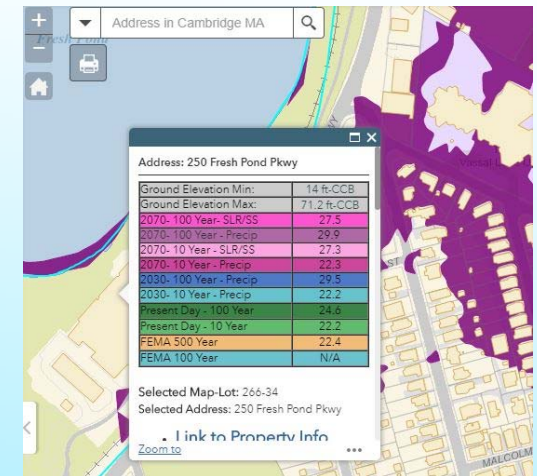 Address in Cambridge MA
Fresh Pond
Address: 250 Fresh Pond Pkwy
Ground Elevation Min: 14 ft-CCB
Ground Elevation Max: 71.2 ft-CCB
2070- 100 Year- SLR/SS 27.5
2070- 100 Year - Precip 29.9
2070- 10 Year - SLR/SS 27.3
2070- 10 Year - Precip 22.3
2030- 100 Year - Precip 29.5
2030- 10 Year - Precip 22.2
Present Day - 100 Year 24.6
Present Day - 10 Year 22.2
FEMA 500 Year 22.4
FEMA 100 Year N/A
Selected Map-Lot: 266-34
Selected Address: 250 Fresh Pond Pkwy
• Link to Property Info
Zoom to
ST
MALCOLM